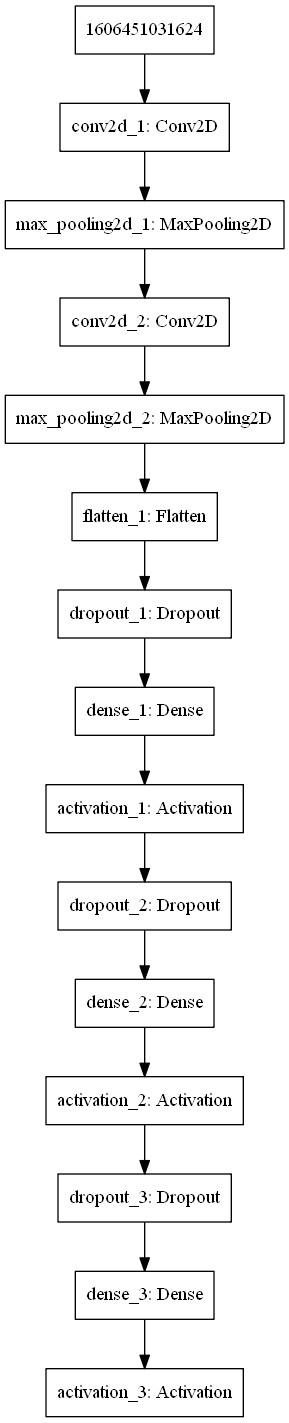 1606451031624
conv2d_1: Conv2D
max_pooling2d_1: MaxPooling2D
conv2d_2: Conv2D
max_pooling2d_2: MaxPooling2D
flatten_1: Flatten
dropout_1: Dropout
dense_1: Dense
activation_1: Activation
dropout_2: Dropout
dense_2: Dense
activation_2: Activation
dropout_3: Dropout
dense_3: Dense
activation_3: Activation